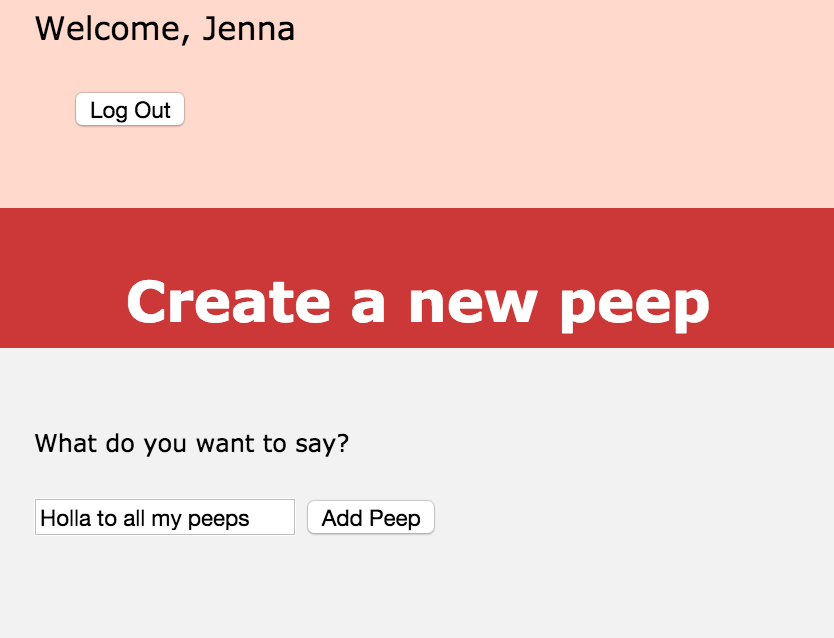 Welcome, Jenna
Log Out
Create a new peep
What do you want to say?
Holla to all my peeps Add Peep